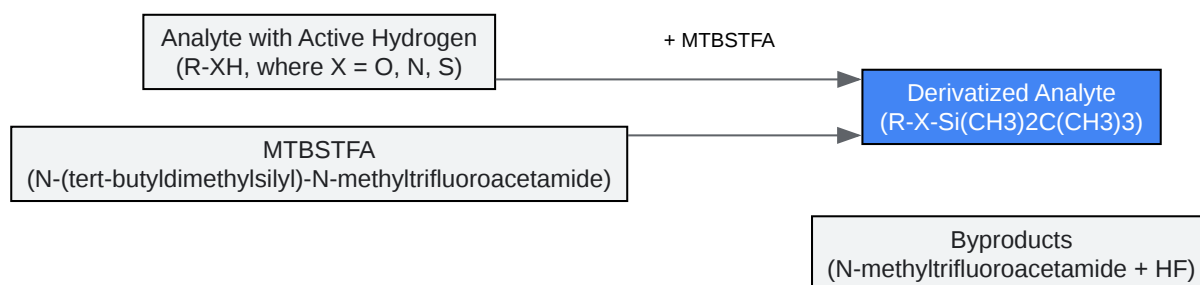 Analyte with Active Hydrogen
(R-XH, where X = O, N, S)
+ MTBSTFA
Derivatized Analyte
(R-X-Si(CH3)2C(CH3)3)
MTBSTFA
(N-(tert-butyldimethylsilyl)-N-methyltrifluoroacetamide)
Byproducts
(N-methyltrifluoroacetamide + HF)